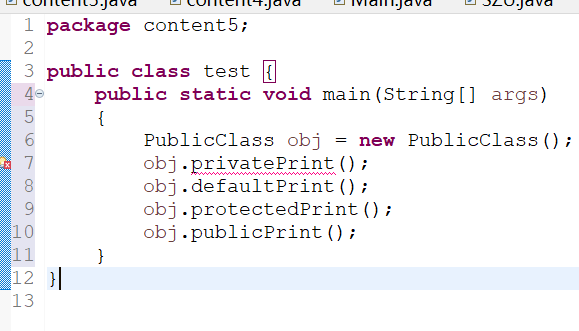 content5.java content4.java Main.java SZU.java
1 package content5;
2
3 public class test {
4 public static void main(String[] args)
5 {
6 PublicClass obj = new PublicClass();
7 obj.privatePrint();
8 obj.defaultPrint();
9 obj.protectedPrint();
10 obj.publicPrint();
11 }
12 }
13